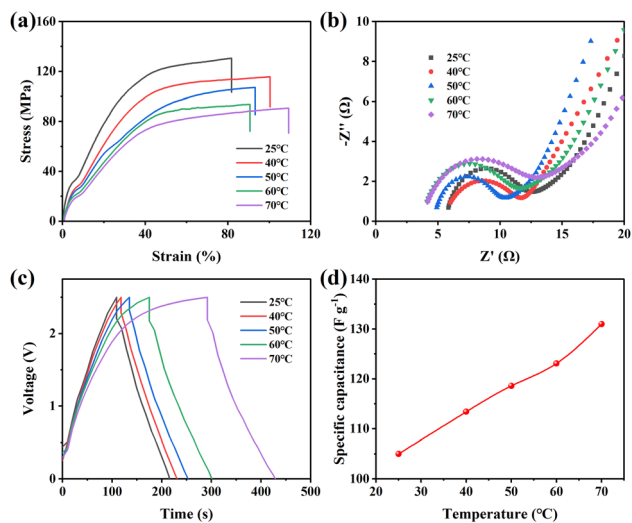 (a)
160
120
80
40
0
Stress (MPa)
0 30 60 90 120
Strain (%)
25℃
40℃
50℃
60℃
70℃
(b)
10
8
6
4
2
0
-Z'' (Ω)
0 5 10 15 20
Z' (Ω)
25℃
40℃
50℃
60℃
70℃
(c)
2
1
0
Voltage (V)
0 100 200 300 400 500
Time (s)
25℃
40℃
50℃
60℃
70℃
(d)
140
130
120
110
100
Specific capacitance (F g⁻¹)
20 30 40 50 60 70
Temperature (℃)